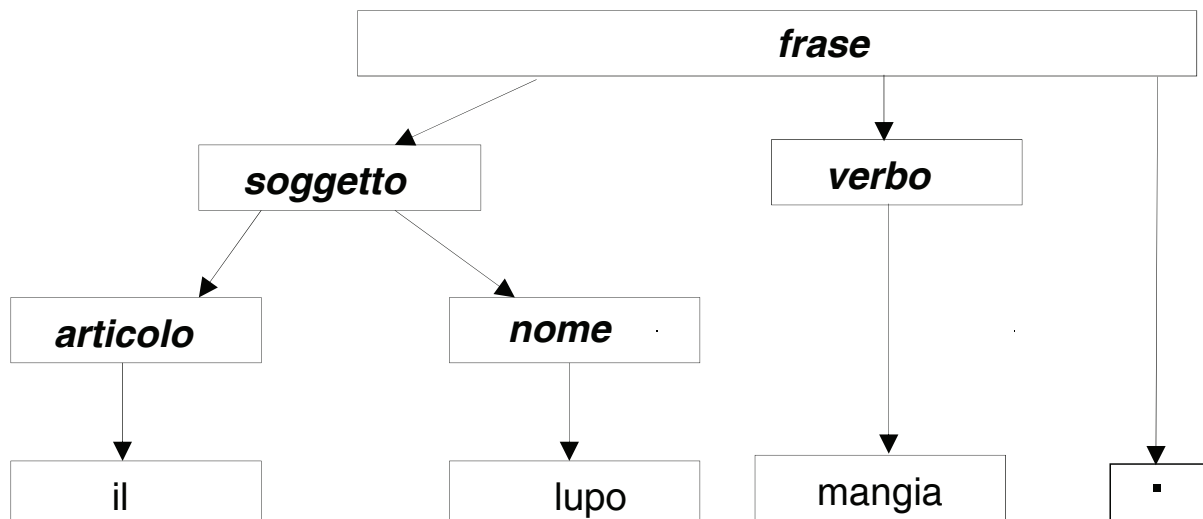 frase
soggetto
verbo
articolo
nome
il
lupo
mangia
.